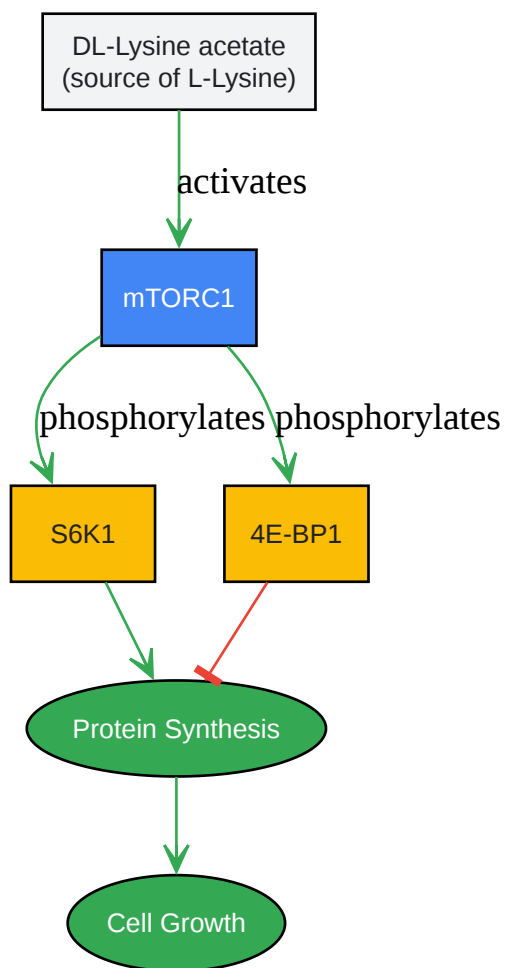 DL-Lysine acetate
(source of L-Lysine)
activates
mTORC1
phosphorylates
phosphorylates
S6K1
4E-BP1
Protein Synthesis
Cell Growth